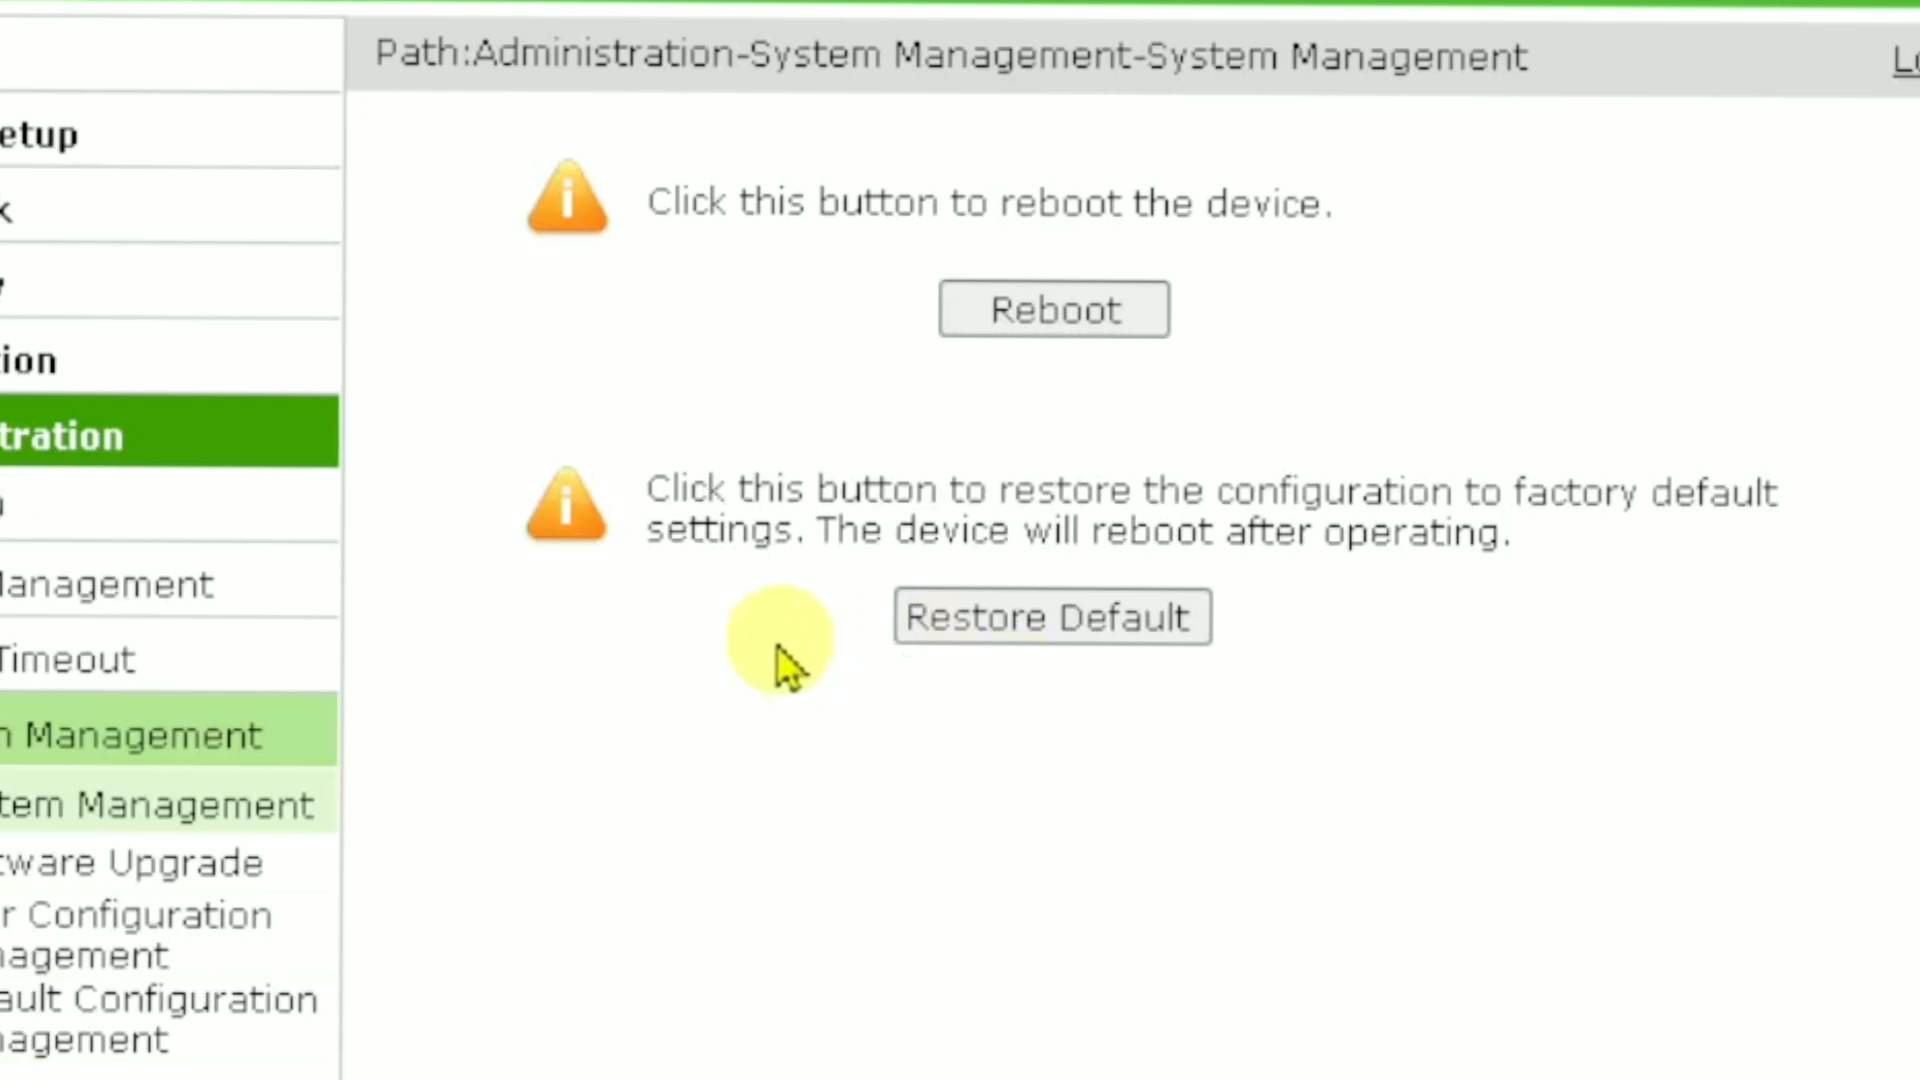 Path:Administration-System Management-System Management
etup
k
tion
tration
Management
Timeout
Management
tem Management
tware Upgrade
r Configuration
nagement
ault Configuration
nagement
Click this button to reboot the device.
Reboot
Click this button to restore the configuration to factory default
settings. The device will reboot after operating.
Restore Default